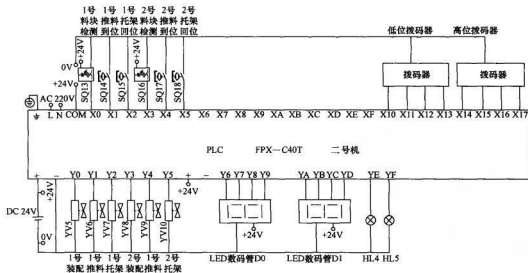 1号 1号 1号 2号 2号 2号
料块 推料 托架 料块 推料 托架
检测 到位 回位 检测 到位 回位
低位拨码器 高位拨码器
+24V +24V
0V
+24V
SQ13 SQ14 SQ15 SQ16 SQ17 SQ18
拨码器 拨码器
AC 220V
L N COM X0 X1 X2 X3 X4 X5 X6 X7 X8 X9 XA XB XC XD XE XF X10 X11 X12 X13 X14 X15 X16 X17
PLC FPX-C40T 二号机
+ - Y0 Y1 Y2 Y3 Y4 Y5 + - Y6 Y7 Y8 Y9 YA YB YC YD YE YF
+24V
+24V
DC 24V
0V
YV5 YV6 YV7 YV8 YV9 YV10
+24V +24V
1号 1号 1号 2号 2号 2号
装配 推料 托架 装配 推料 托架
LED数码管D0 LED数码管D1 HL4 HL5